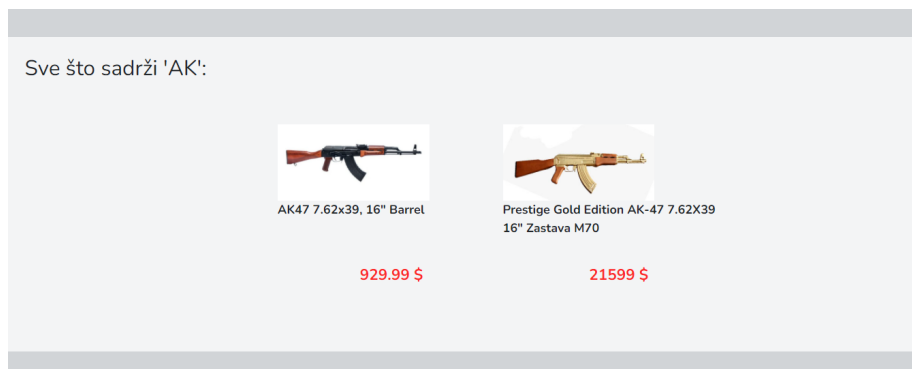 Sve što sadrži 'AK':
AK47 7.62x39, 16" Barrel
Prestige Gold Edition AK-47 7.62X39
16" Zastava M70
929.99 $
21599 $